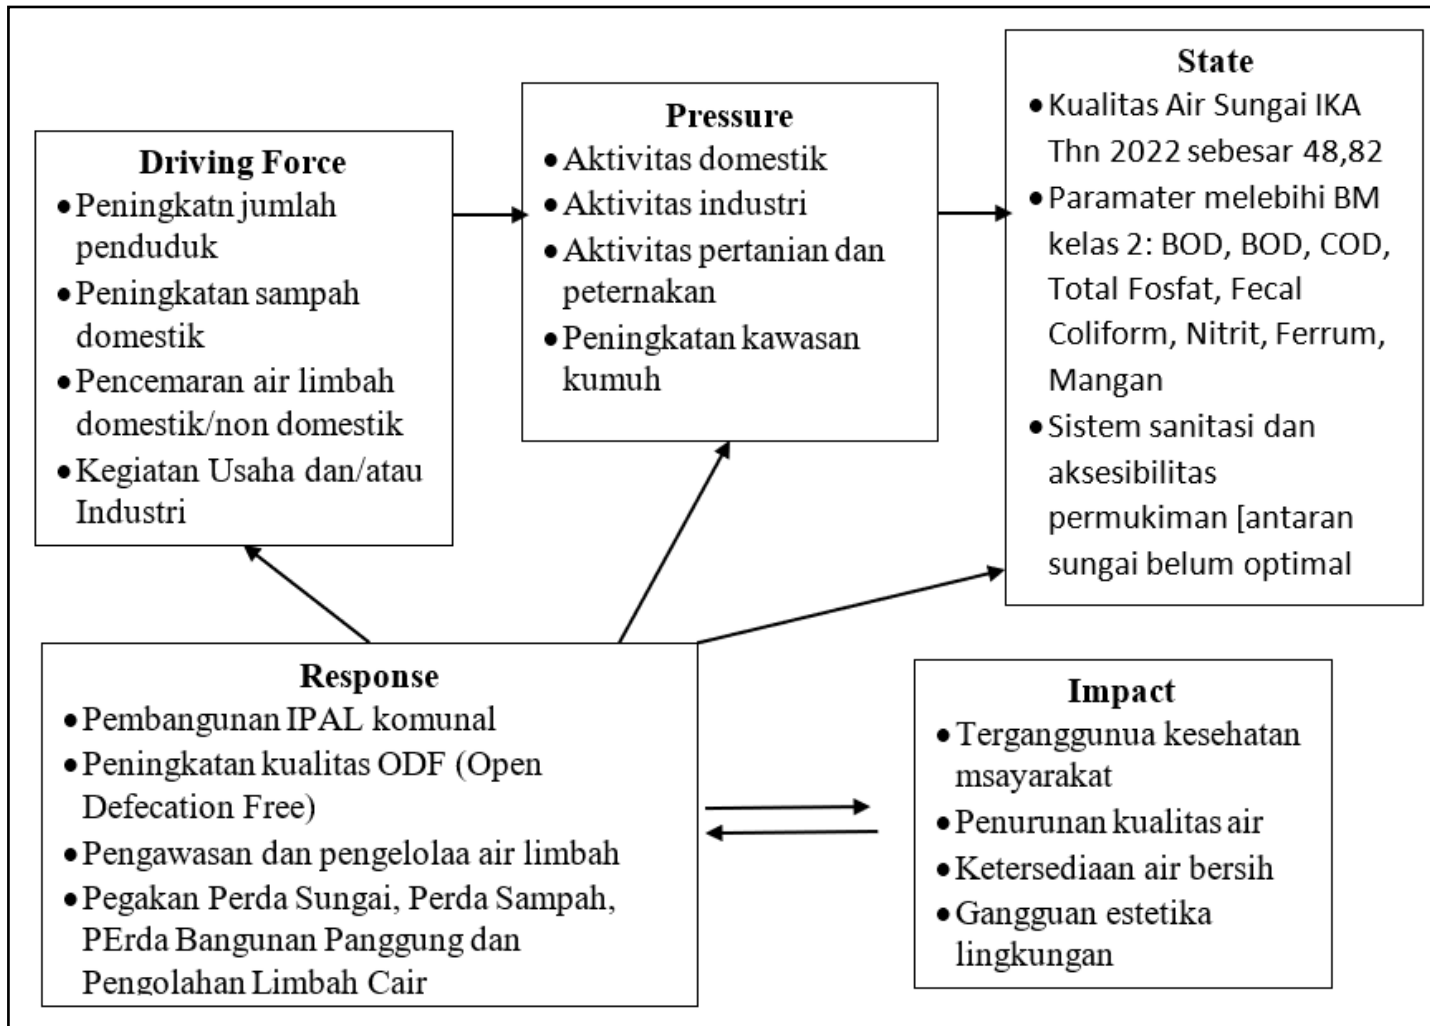 Driving Force
• Peningkatn jumlah
penduduk
• Peningkatan sampah
domestik
• Pencemaran air limbah
domestik/non domestik
• Kegiatan Usaha dan/atau
Industri
Pressure
• Aktivitas domestik
• Aktivitas industri
• Aktivitas pertanian dan
peternakan
• Peningkatan kawasan
kumuh
State
• Kualitas Air Sungai IKA
Thn 2022 sebesar 48,82
• Paramater melebihi BM
kelas 2: BOD, BOD, COD,
Total Fosfat, Fecal
Coliform, Nitrit, Ferrum,
Mangan
• Sistem sanitasi dan
aksesibilitas
permukiman [antaran
sungai belum optimal
Response
• Pembangunan IPAL komunal
• Peningkatan kualitas ODF (Open
Defecation Free)
• Pengawasan dan pengelolaa air limbah
• Pegakan Perda Sungai, Perda Sampah,
PErda Bangunan Panggung dan
Pengolahan Limbah Cair
Impact
• Terganggunua kesehatan
msayarakat
• Penurunan kualitas air
• Ketersediaan air bersih
• Gangguan estetika
lingkungan